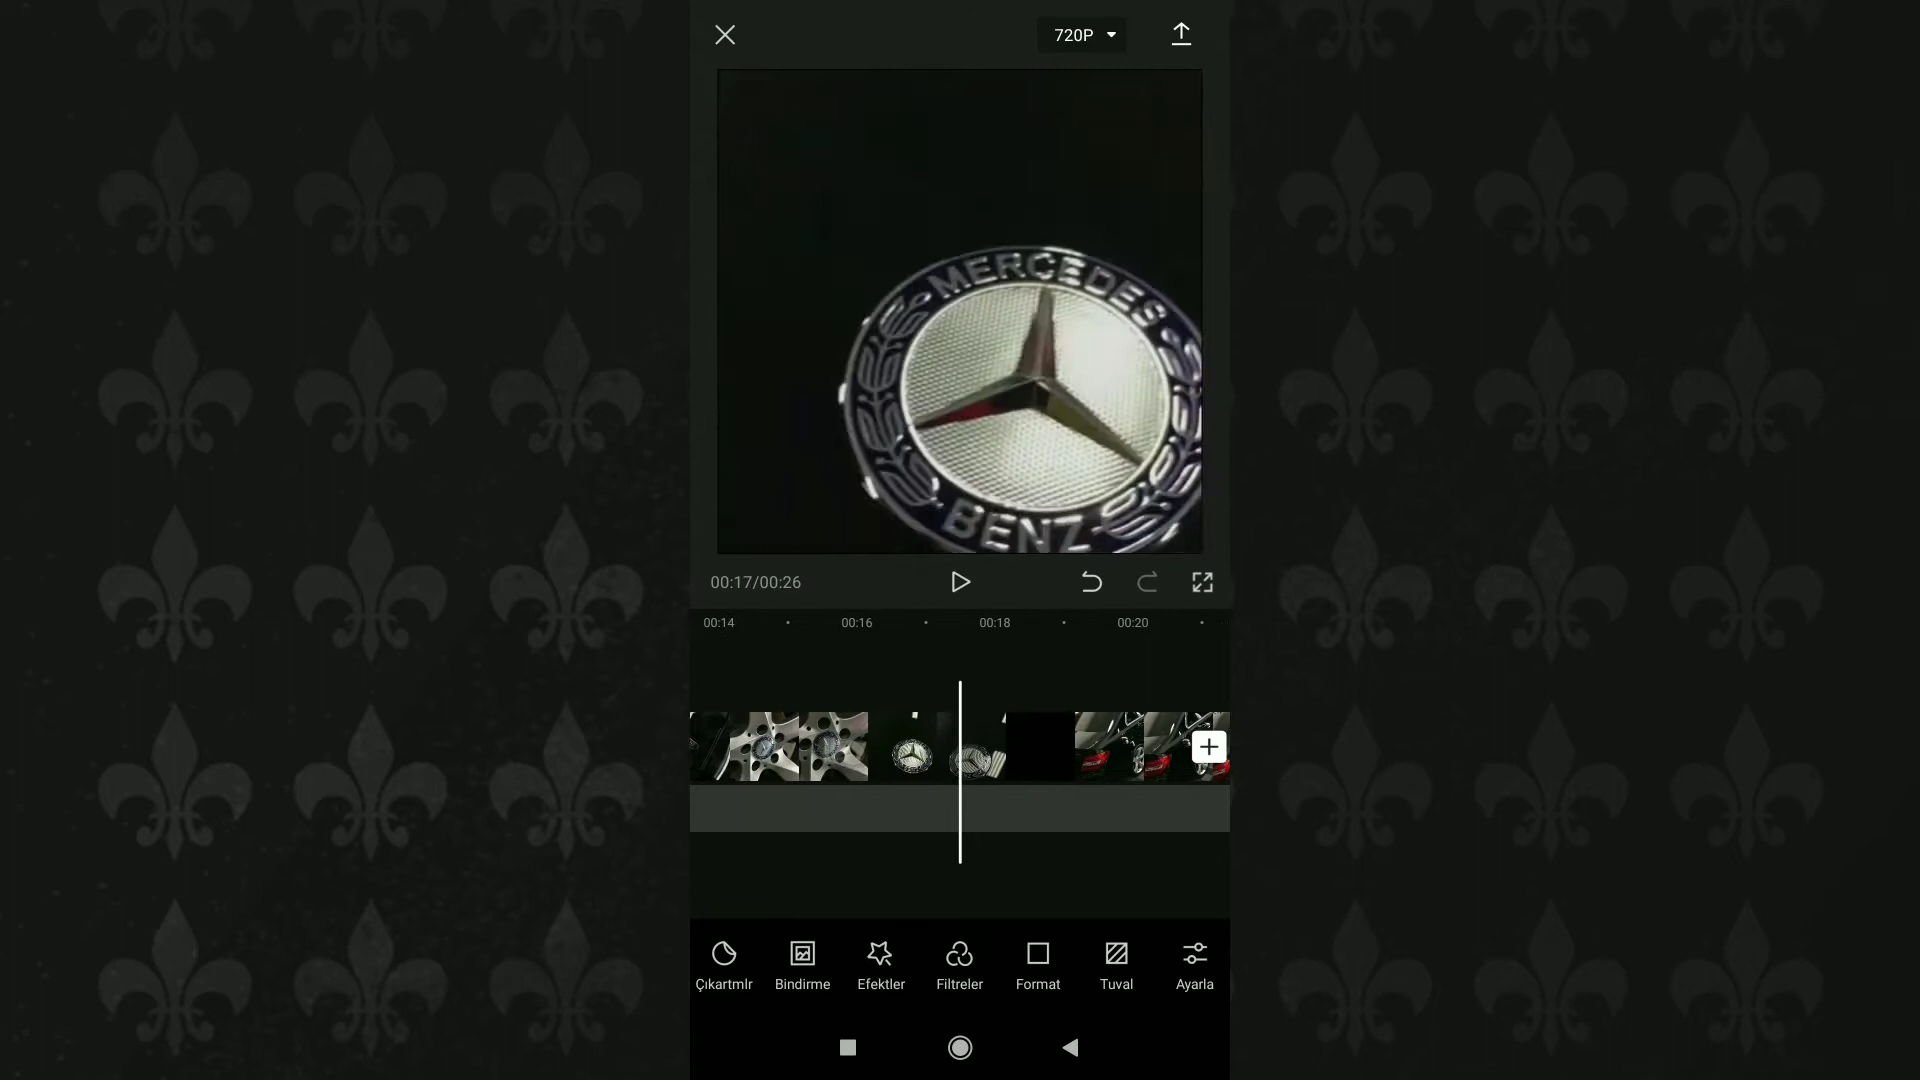 720P
MERCEDES
BENZ
00:17/00:26
00:14 00:16 00:18 00:20
Çıkartmlr Bindirme Efektler Filtreler Format Tuval Ayarla